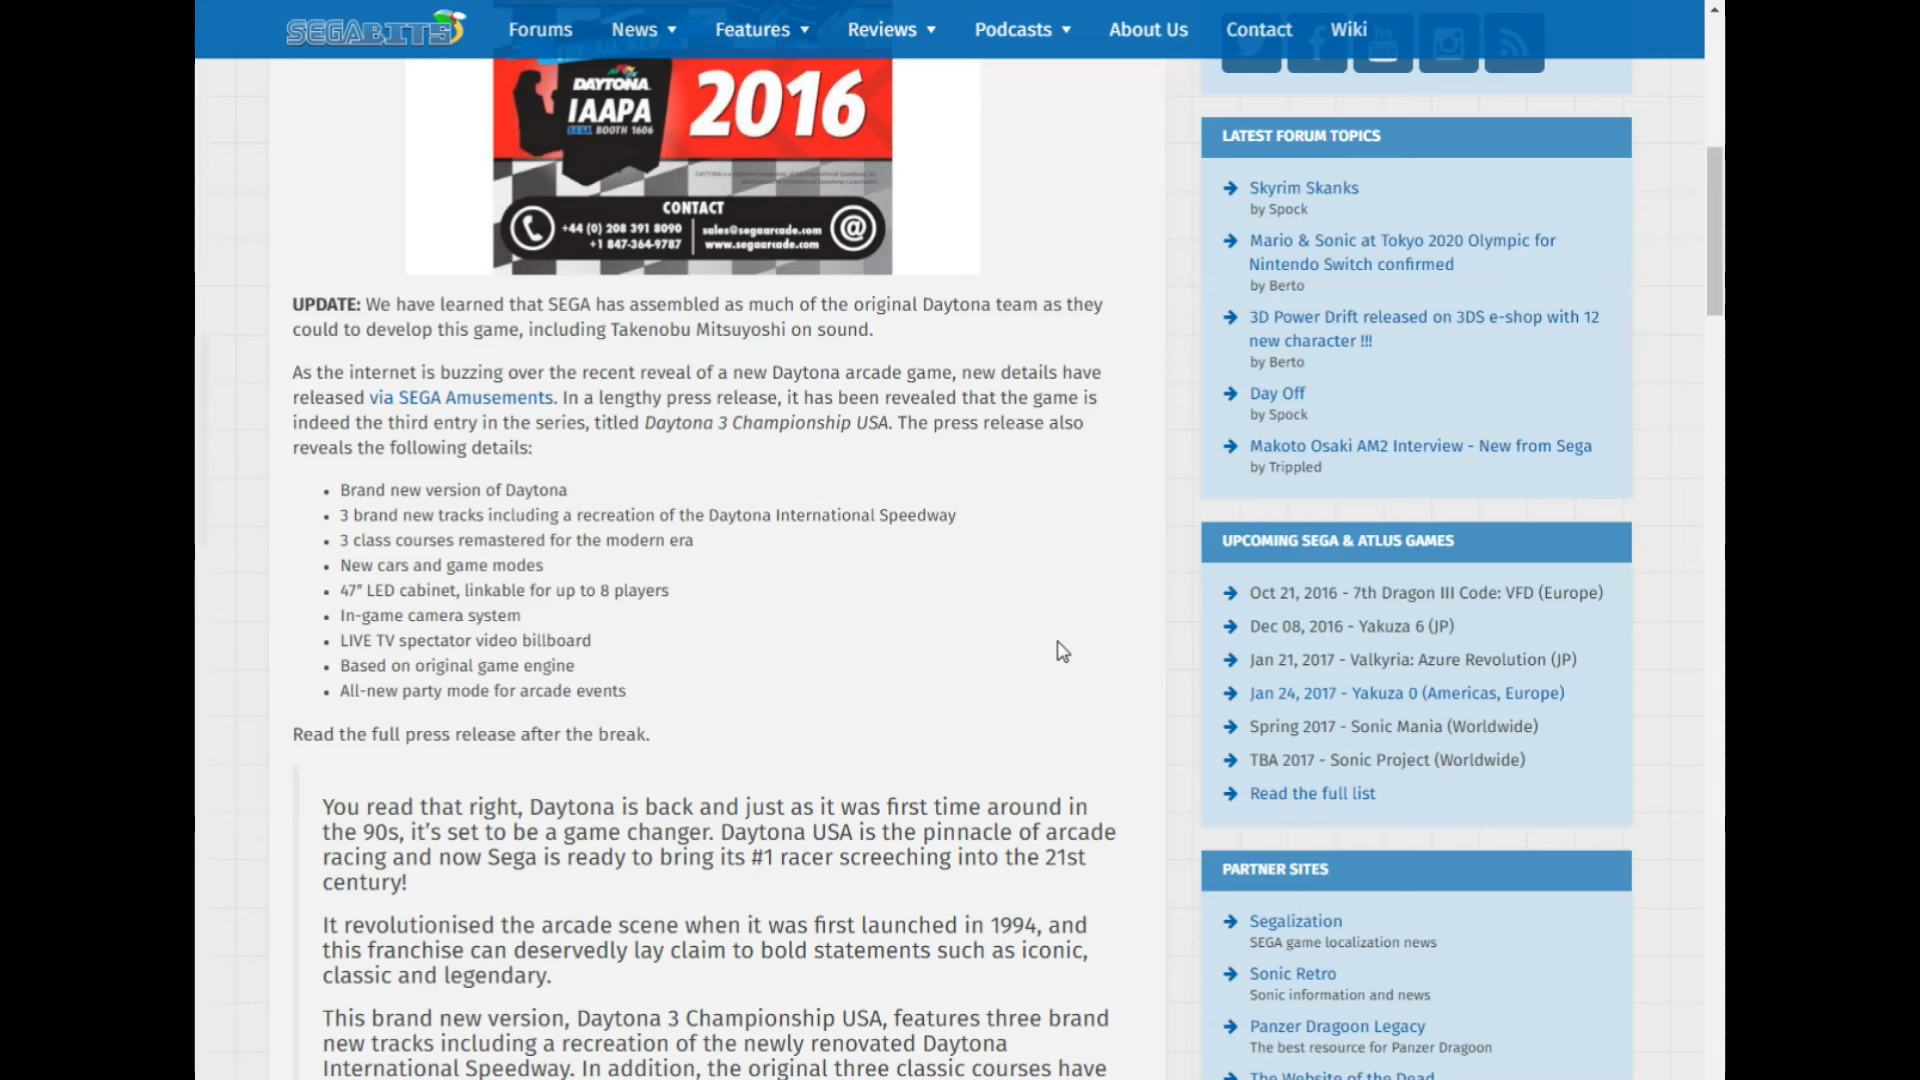 SEGABITS
Forums
News
Features
Reviews
Podcasts
About Us
Contact
Wiki
DAYTONA
IAAPA
SEGA BOOTH 1606
2016
CONTACT
+44 (0) 208 391 8090
+1 847-364-9787
sales@segaarcade.com
www.segaarcade.com
UPDATE: We have learned that SEGA has assembled as much of the original Daytona team as they
could to develop this game, including Takenobu Mitsuyoshi on sound.
As the internet is buzzing over the recent reveal of a new Daytona arcade game, new details have
released via SEGA Amusements. In a lengthy press release, it has been revealed that the game is
indeed the third entry in the series, titled Daytona 3 Championship USA. The press release also
reveals the following details:
• Brand new version of Daytona
• 3 brand new tracks including a recreation of the Daytona International Speedway
• 3 class courses remastered for the modern era
• New cars and game modes
• 47″ LED cabinet, linkable for up to 8 players
• In-game camera system
• LIVE TV spectator video billboard
• Based on original game engine
• All-new party mode for arcade events
Read the full press release after the break.
You read that right, Daytona is back and just as it was first time around in
the 90s, it’s set to be a game changer. Daytona USA is the pinnacle of arcade
racing and now Sega is ready to bring its #1 racer screeching into the 21st
century!
It revolutionised the arcade scene when it was first launched in 1994, and
this franchise can deservedly lay claim to bold statements such as iconic,
classic and legendary.
This brand new version, Daytona 3 Championship USA, features three brand
new tracks including a recreation of the newly renovated Daytona
International Speedway. In addition, the original three classic courses have
You
Tube
LATEST FORUM TOPICS
Skyrim Skanks
by Spock
Mario & Sonic at Tokyo 2020 Olympic for
Nintendo Switch confirmed
by Berto
3D Power Drift released on 3DS e-shop with 12
new character !!!
by Berto
Day Off
by Spock
Makoto Osaki AM2 Interview - New from Sega
by Trippled
UPCOMING SEGA & ATLUS GAMES
Oct 21, 2016 - 7th Dragon III Code: VFD (Europe)
Dec 08, 2016 - Yakuza 6 (JP)
Jan 21, 2017 - Valkyria: Azure Revolution (JP)
Jan 24, 2017 - Yakuza 0 (Americas, Europe)
Spring 2017 - Sonic Mania (Worldwide)
TBA 2017 - Sonic Project (Worldwide)
Read the full list
PARTNER SITES
Segalization
SEGA game localization news
Sonic Retro
Sonic information and news
Panzer Dragoon Legacy
The best resource for Panzer Dragoon
The Website of the Dead